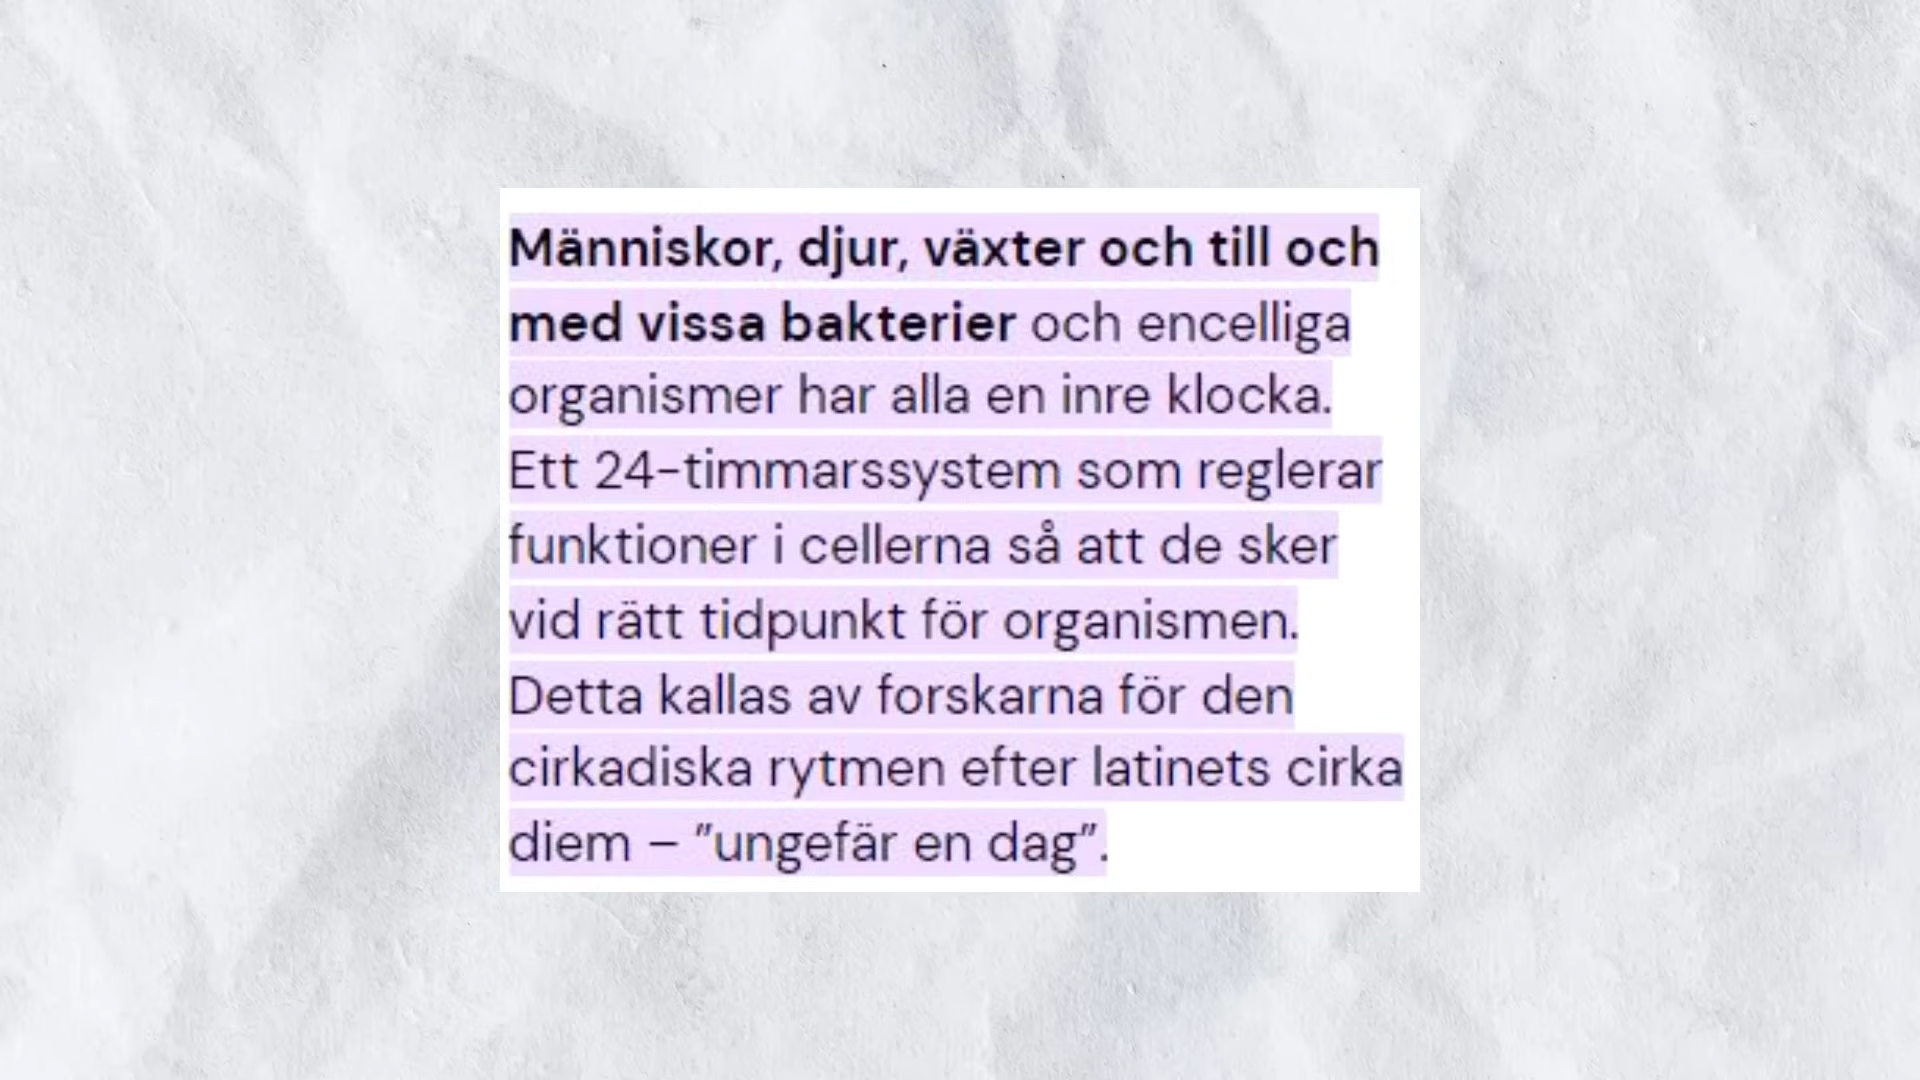 Människor, djur, växter och till och
med vissa bakterier och encelliga
organismer har alla en inre klocka.
Ett 24-timmarssystem som reglerar
funktioner i cellerna så att de sker
vid rätt tidpunkt för organismen.
Detta kallas av forskarna för den
cirkadiska rytmen efter latinets cirka
diem – ”ungefär en dag”.